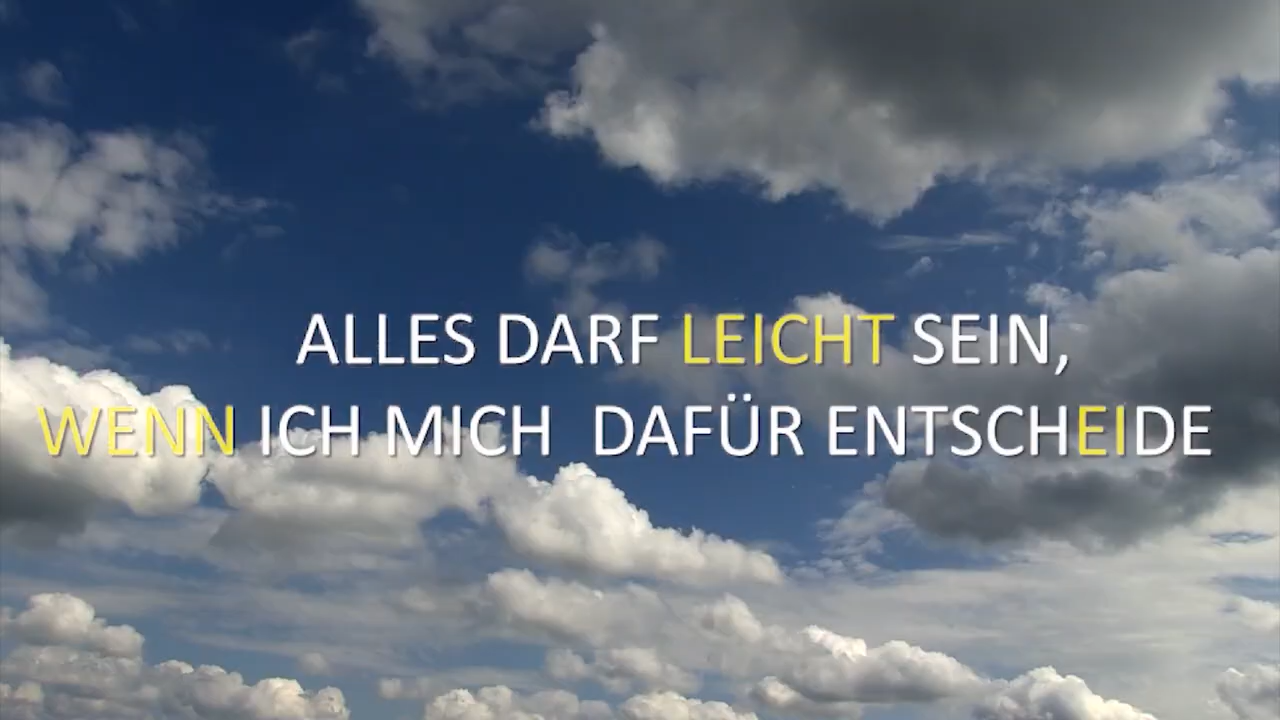 ALLES DARF LEICHT SEIN,
WENN ICH MICH DAFÜR ENTSCHEIDE